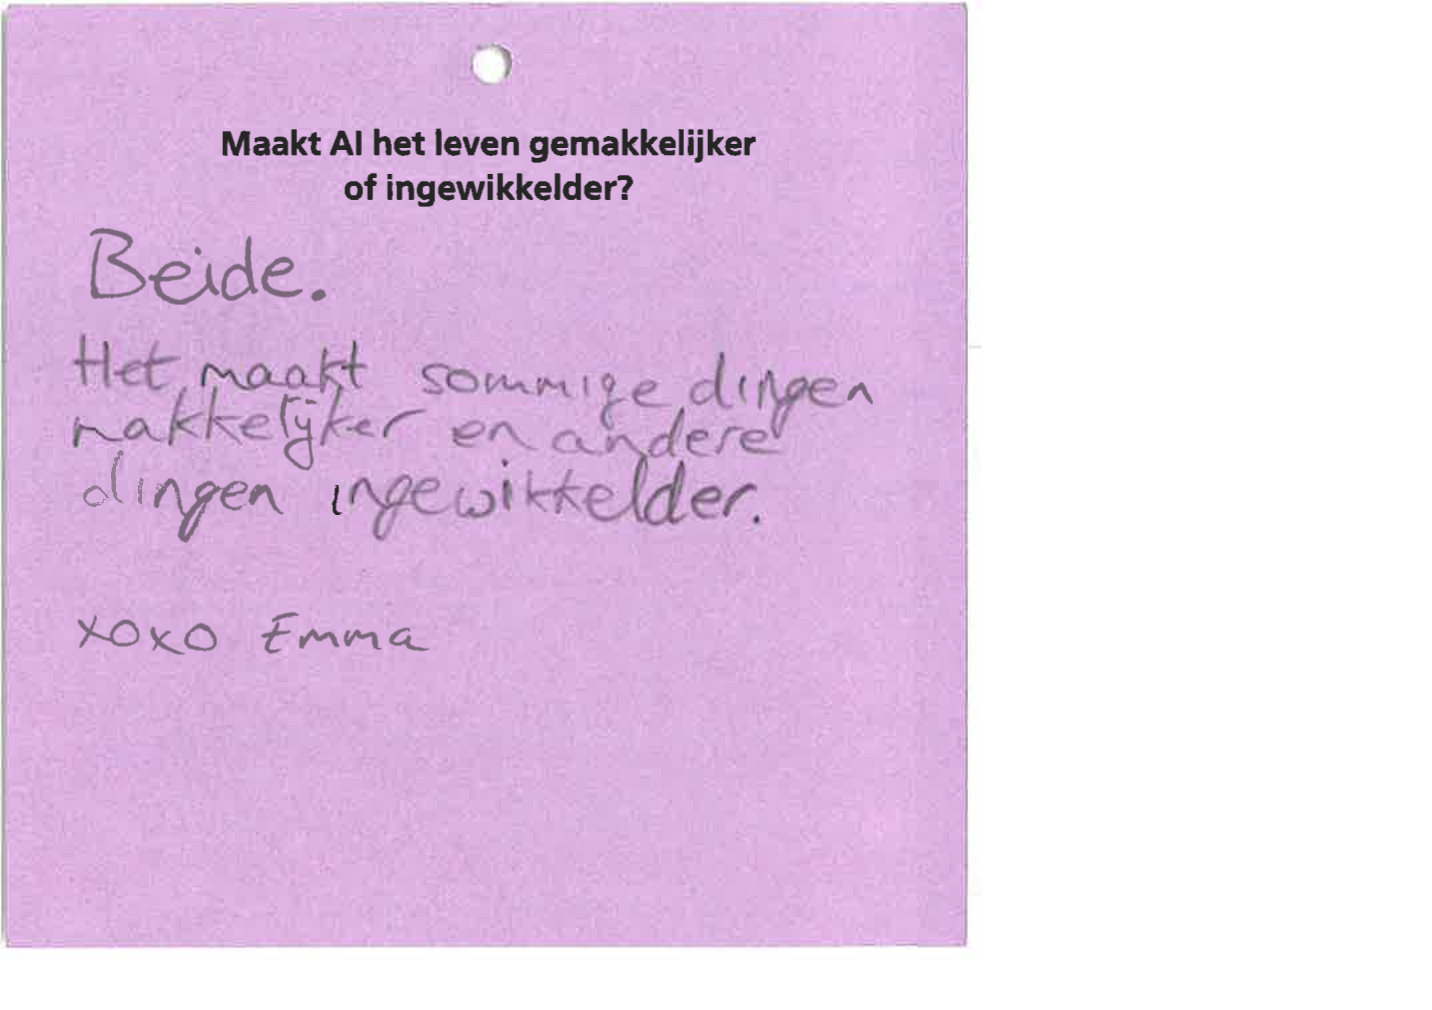 Maakt AI het leven gemakkelijker
of ingewikkelder?
Beide.
Het maakt sommige dingen
makkelijker en andere
dingen ingewikkelder.
xoxo Emma